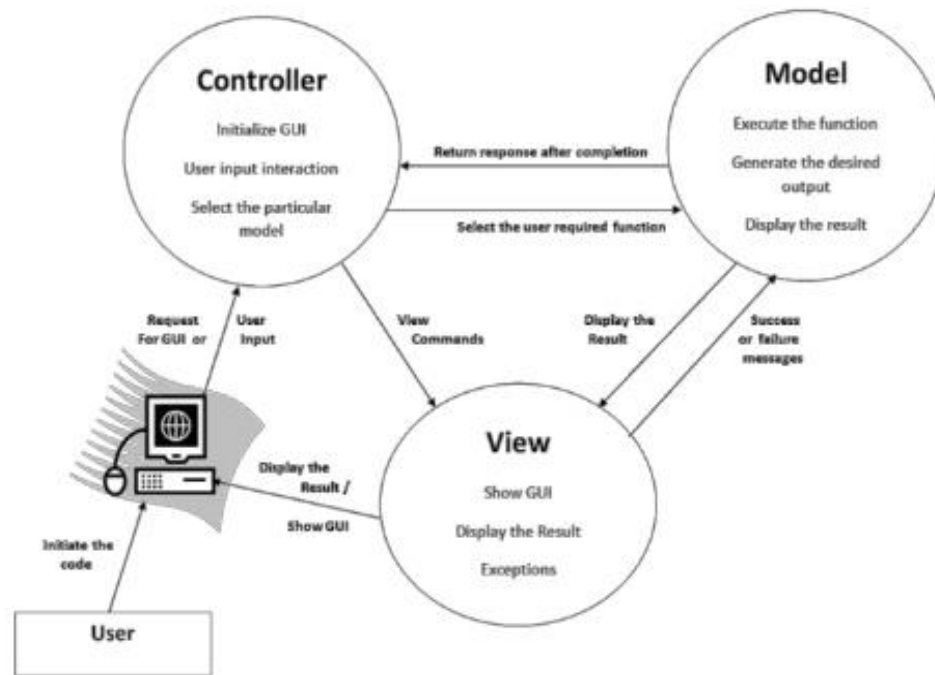 Controller
Initialize GUI
User input interaction
Select the particular
model
Model
Execute the function
Generate the desired
output
Display the result
Return response after completion
Select the user required function
Request
For GUI or
User
Input
View
Commands
Display the
Result
Success
or failure
messages
View
Show GUI
Display the Result
Exceptions
Display the
Result /
Show GUI
Initiate the
code
User